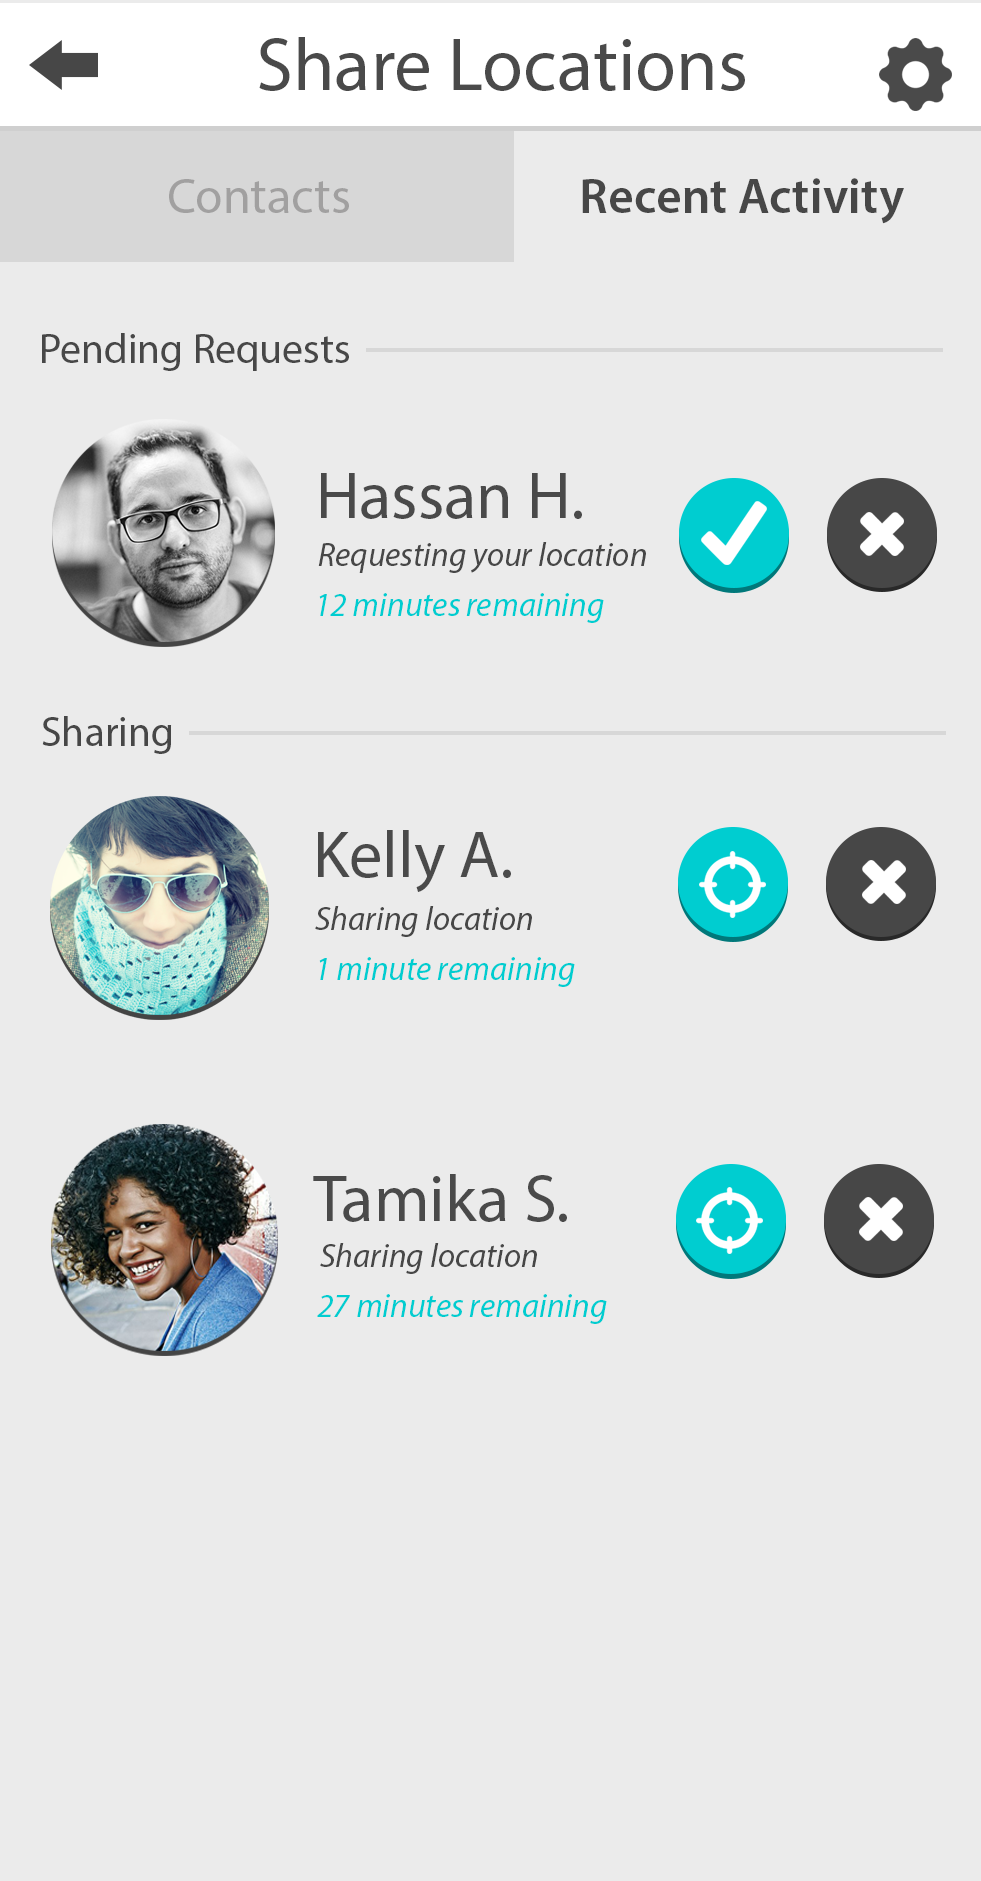 Share Locations
Contacts
Recent Activity
Pending Requests
Hassan H.
Requesting your location
12 minutes remaining
Sharing
Kelly A.
Sharing location
1 minute remaining
Tamika S.
Sharing location
27 minutes remaining